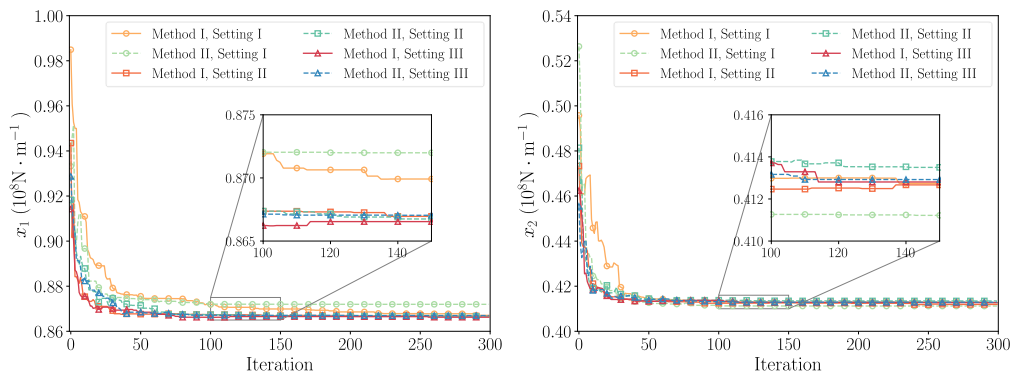 1.00
0.98
0.96
0.94
0.92
0.90
0.88
0.86
x₁ (10⁸N · m⁻¹ )
Method I, Setting I
Method II, Setting I
Method I, Setting II
Method II, Setting II
Method I, Setting III
Method II, Setting III
0.875
0.870
0.865
100 120 140
0 50 100 150 200 250 300
Iteration
0.54
0.52
0.50
0.48
0.46
0.44
0.42
0.40
x₂ (10⁸N · m⁻¹ )
Method I, Setting I
Method II, Setting I
Method I, Setting II
Method II, Setting II
Method I, Setting III
Method II, Setting III
0.416
0.414
0.412
0.410
100 120 140
0 50 100 150 200 250 300
Iteration